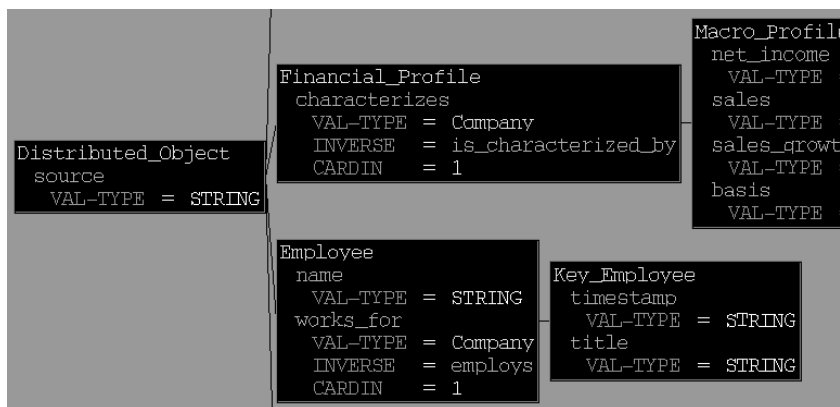 Distributed_Object
source
VAL-TYPE = STRING
Financial_Profile
characterizes
VAL-TYPE = Company
INVERSE = is_characterized_by
CARDIN = 1
Macro_Profile
net_income
VAL-TYPE =
sales
VAL-TYPE =
sales_growt
VAL-TYPE =
basis
VAL-TYPE =
Employee
name
VAL-TYPE = STRING
works_for
VAL-TYPE = Company
INVERSE = employs
CARDIN = 1
Key_Employee
timestamp
VAL-TYPE = STRING
title
VAL-TYPE = STRING